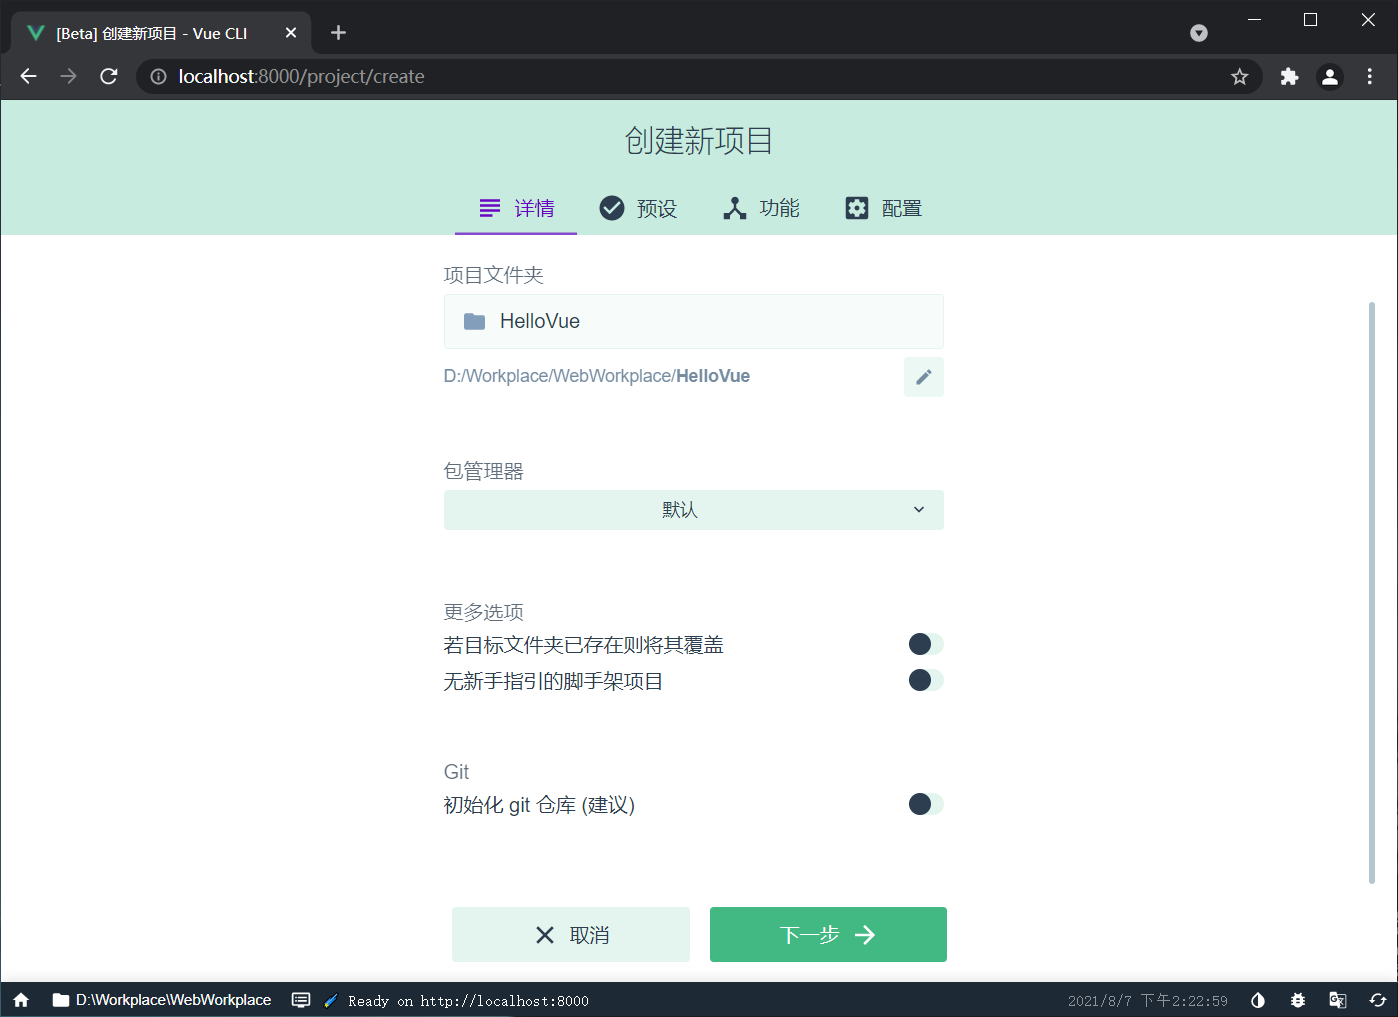 [Beta] 创建新项目 - Vue CLI
localhost:8000/project/create
创建新项目
详情 预设 功能 配置
项目文件夹
HelloVue
D:/Workplace/WebWorkplace/HelloVue
包管理器
默认
更多选项
若目标文件夹已存在则将其覆盖
无新手指引的脚手架项目
Git
初始化 git 仓库 (建议)
取消 下一步
D:\Workplace\WebWorkplace Ready on http://localhost:8000 2021/8/7 下午2:22:59